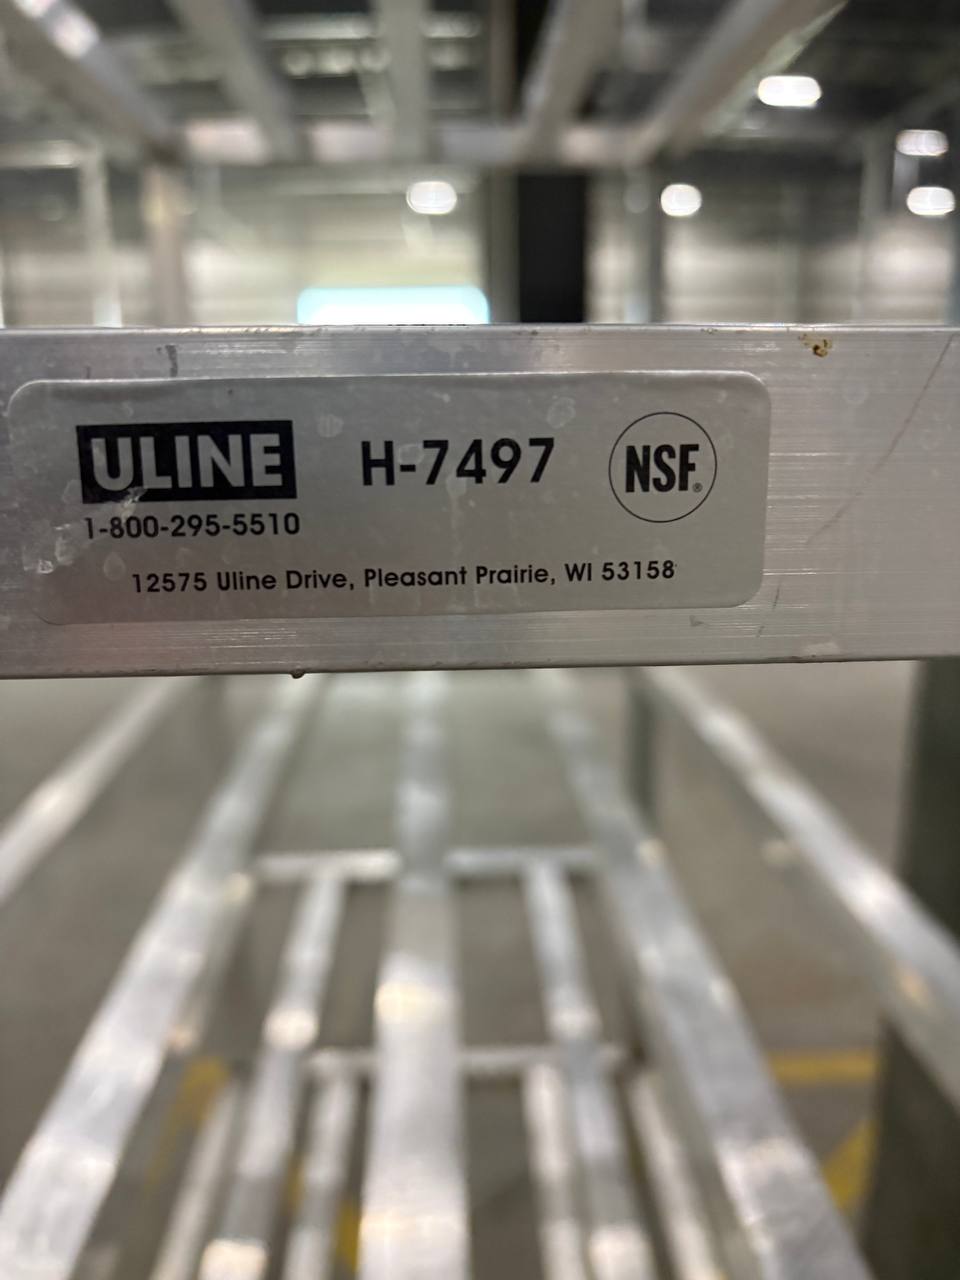 ULINE H-7497 NSF®
1-800-295-5510
12575 Uline Drive, Pleasant Prairie, WI 53158